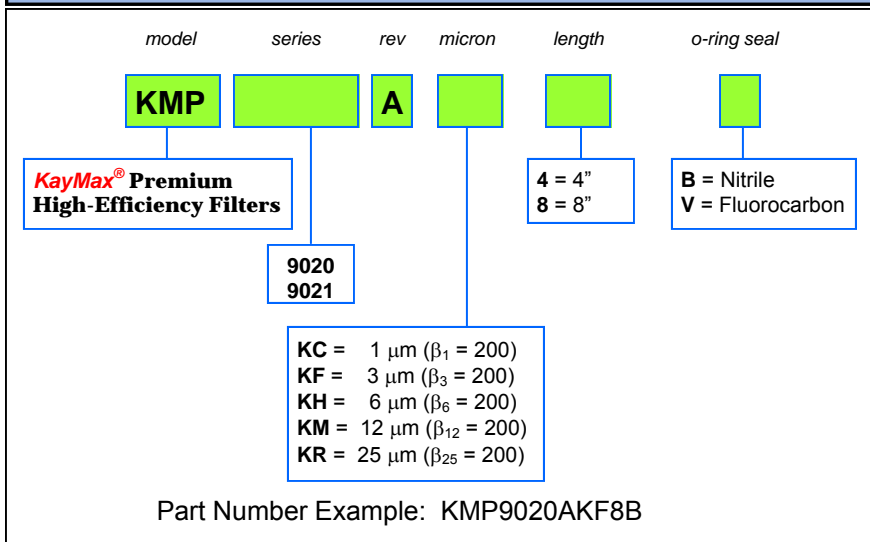 model series rev micron length o-ring seal
KMP A
KayMax® Premium
High-Efficiency Filters
4 = 4”
8 = 8”
B = Nitrile
V = Fluorocarbon
9020
9021
KC = 1 μm (β₁ = 200)
KF = 3 μm (β₃ = 200)
KH = 6 μm (β₆ = 200)
KM = 12 μm (β₁₂ = 200)
KR = 25 μm (β₂₅ = 200)
Part Number Example: KMP9020AKF8B